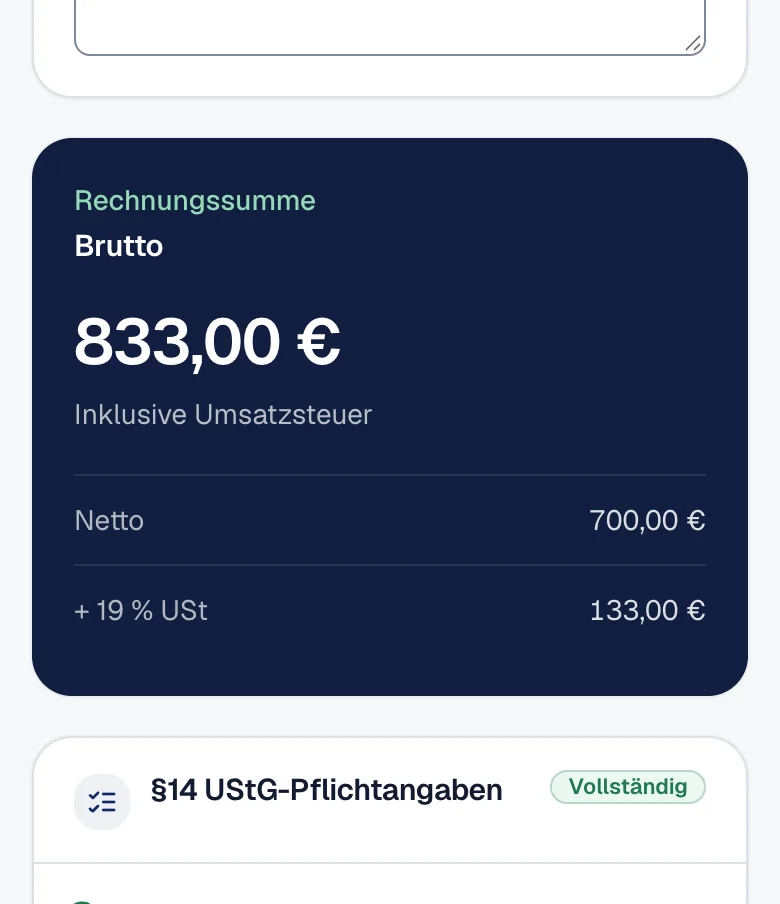 Rechnungssumme
Brutto
833,00 €
Inklusive Umsatzsteuer
Netto 700,00 €
+ 19 % USt 133,00 €
§14 UStG-Pflichtangaben Vollständig